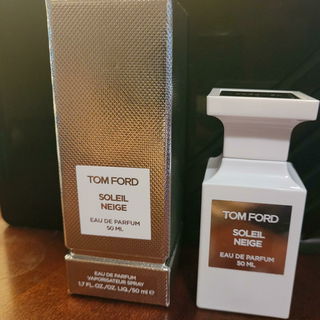 TOM FORD
SOLEIL
NEIGE
EAU DE PARFUM
50 ML
EAU DE PARFUM
VAPORISATEUR SPRAY
1.7 FL.OZ./OZ. LIQ./50 ml ℮
TOM FORD
SOLEIL
NEIGE
EAU DE PARFUM
50 ML